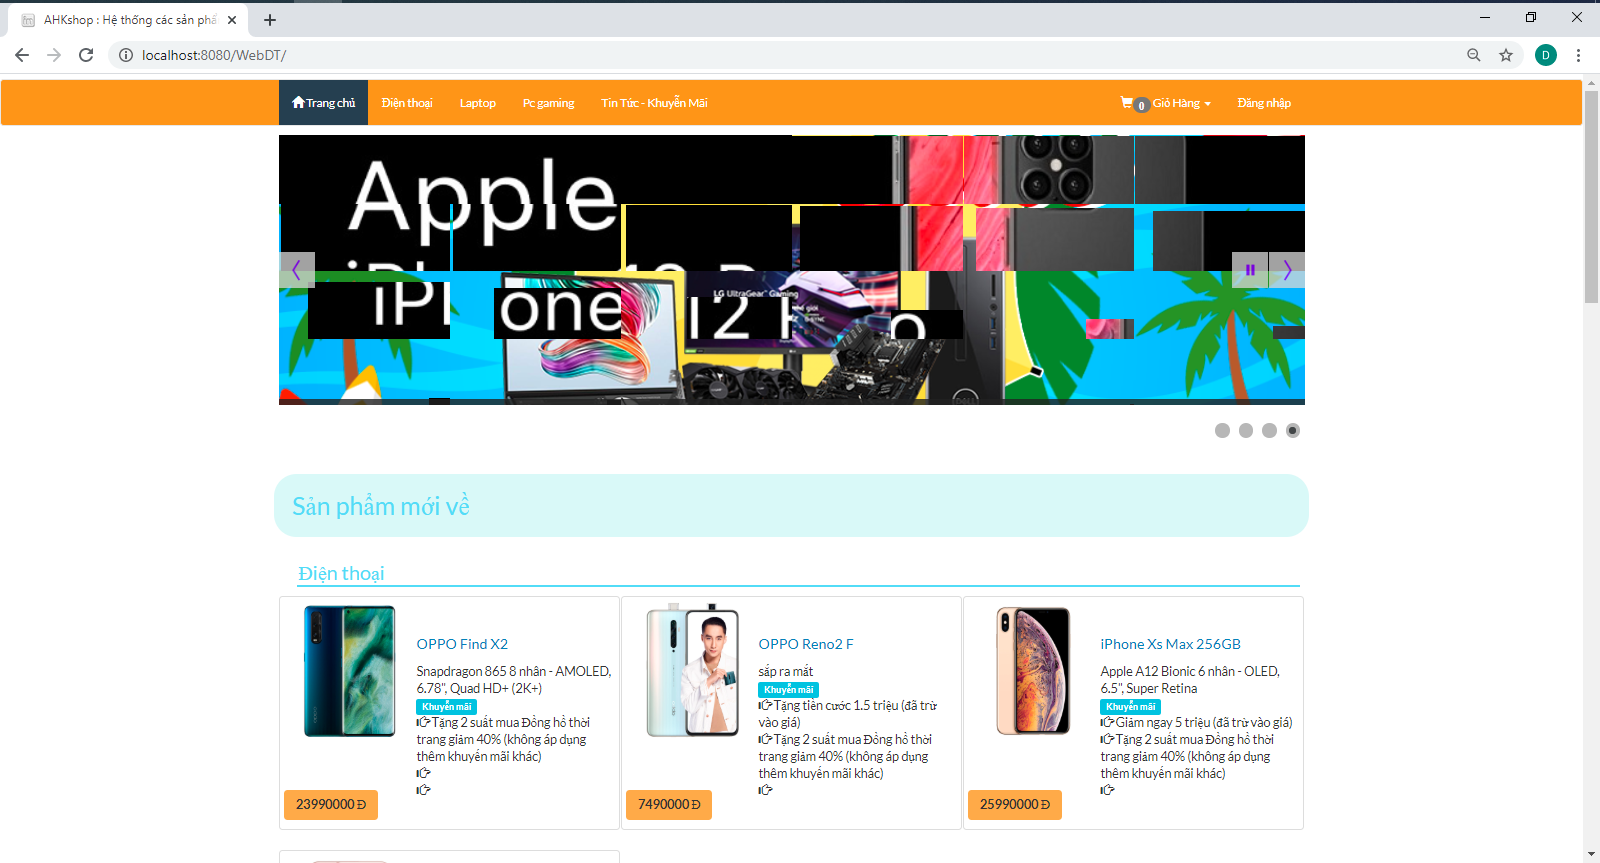 AHKshop : Hệ thống các sản phẩ
localhost:8080/WebDT/
D
Trang chủ Điện thoại Laptop Pc gaming Tin Tức - Khuyễn Mãi 0 Giỏ Hàng Đăng nhập
Apple
LG UltraGear™ Gaming
iPhone 12 Pro
DELL
Sản phẩm mới về
Điện thoại
OPPO Find X2
Snapdragon 865 8 nhân - AMOLED,
6.78", Quad HD+ (2K+)
Khuyến mãi
Tặng 2 suất mua Đồng hồ thời
trang giảm 40% (không áp dụng
thêm khuyến mãi khác)
23990000 Đ
OPPO Reno2 F
sắp ra mắt
Khuyến mãi
Tặng tiền cước 1.5 triệu (đã trừ
vào giá)
Tặng 2 suất mua Đồng hồ thời
trang giảm 40% (không áp dụng
thêm khuyến mãi khác)
7490000 Đ
iPhone Xs Max 256GB
Apple A12 Bionic 6 nhân - OLED,
6.5", Super Retina
Khuyến mãi
Giảm ngay 5 triệu (đã trừ vào giá)
Tặng 2 suất mua Đồng hồ thời
trang giảm 40% (không áp dụng
thêm khuyến mãi khác)
25990000 Đ